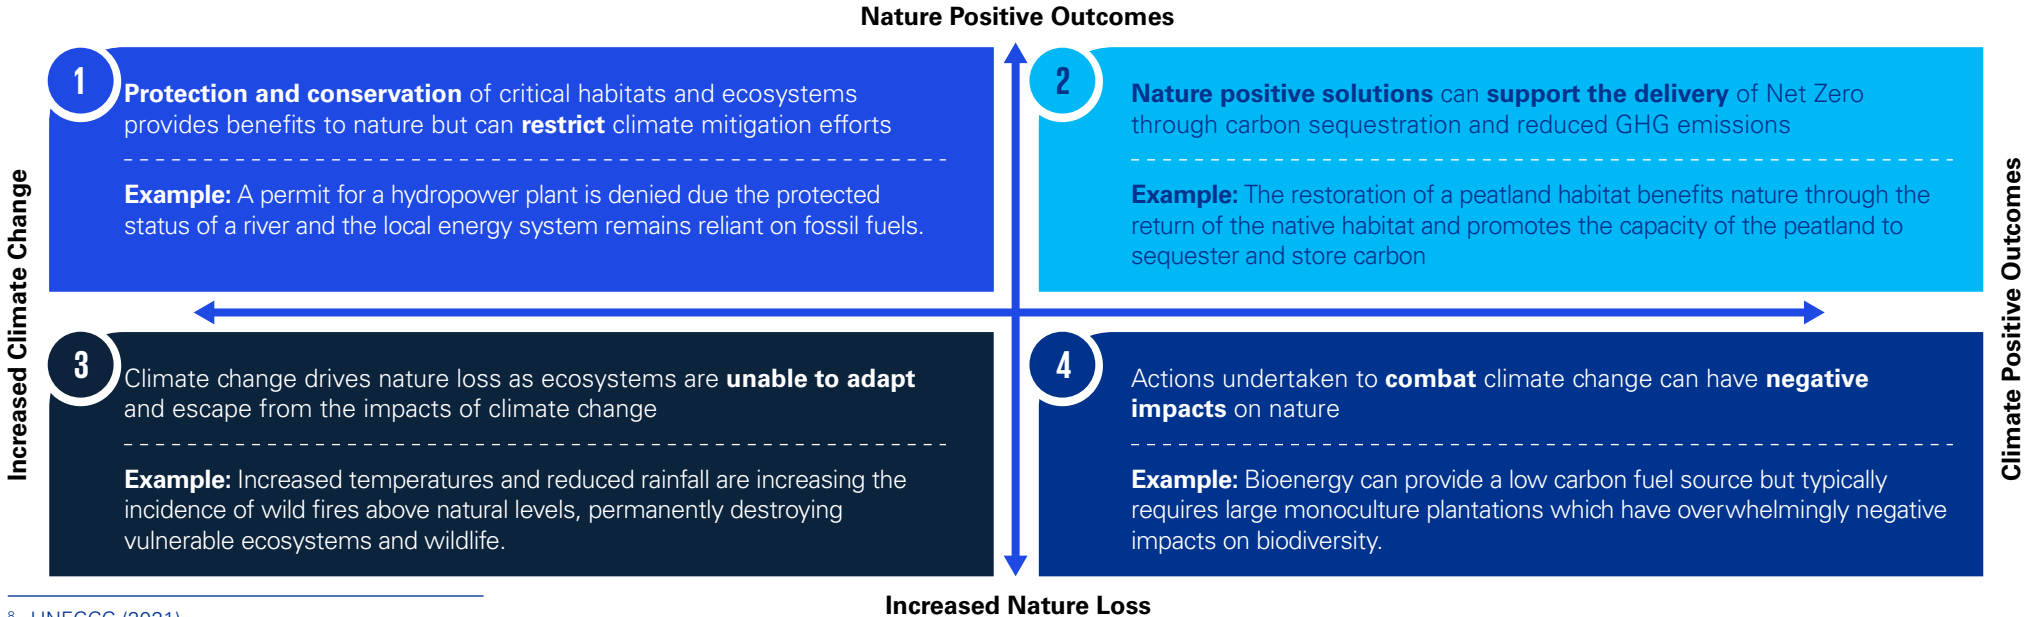 Nature Positive Outcomes
Increased Climate Change
1
Protection and conservation of critical habitats and ecosystems
provides benefits to nature but can restrict climate mitigation efforts
Example: A permit for a hydropower plant is denied due the protected
status of a river and the local energy system remains reliant on fossil fuels.
2
Nature positive solutions can support the delivery of Net Zero
through carbon sequestration and reduced GHG emissions
Example: The restoration of a peatland habitat benefits nature through the
return of the native habitat and promotes the capacity of the peatland to
sequester and store carbon
Climate Positive Outcomes
3
Climate change drives nature loss as ecosystems are unable to adapt
and escape from the impacts of climate change
Example: Increased temperatures and reduced rainfall are increasing the
incidence of wild fires above natural levels, permanently destroying
vulnerable ecosystems and wildlife.
4
Actions undertaken to combat climate change can have negative
impacts on nature
Example: Bioenergy can provide a low carbon fuel source but typically
requires large monoculture plantations which have overwhelmingly negative
impacts on biodiversity.
Increased Nature Loss